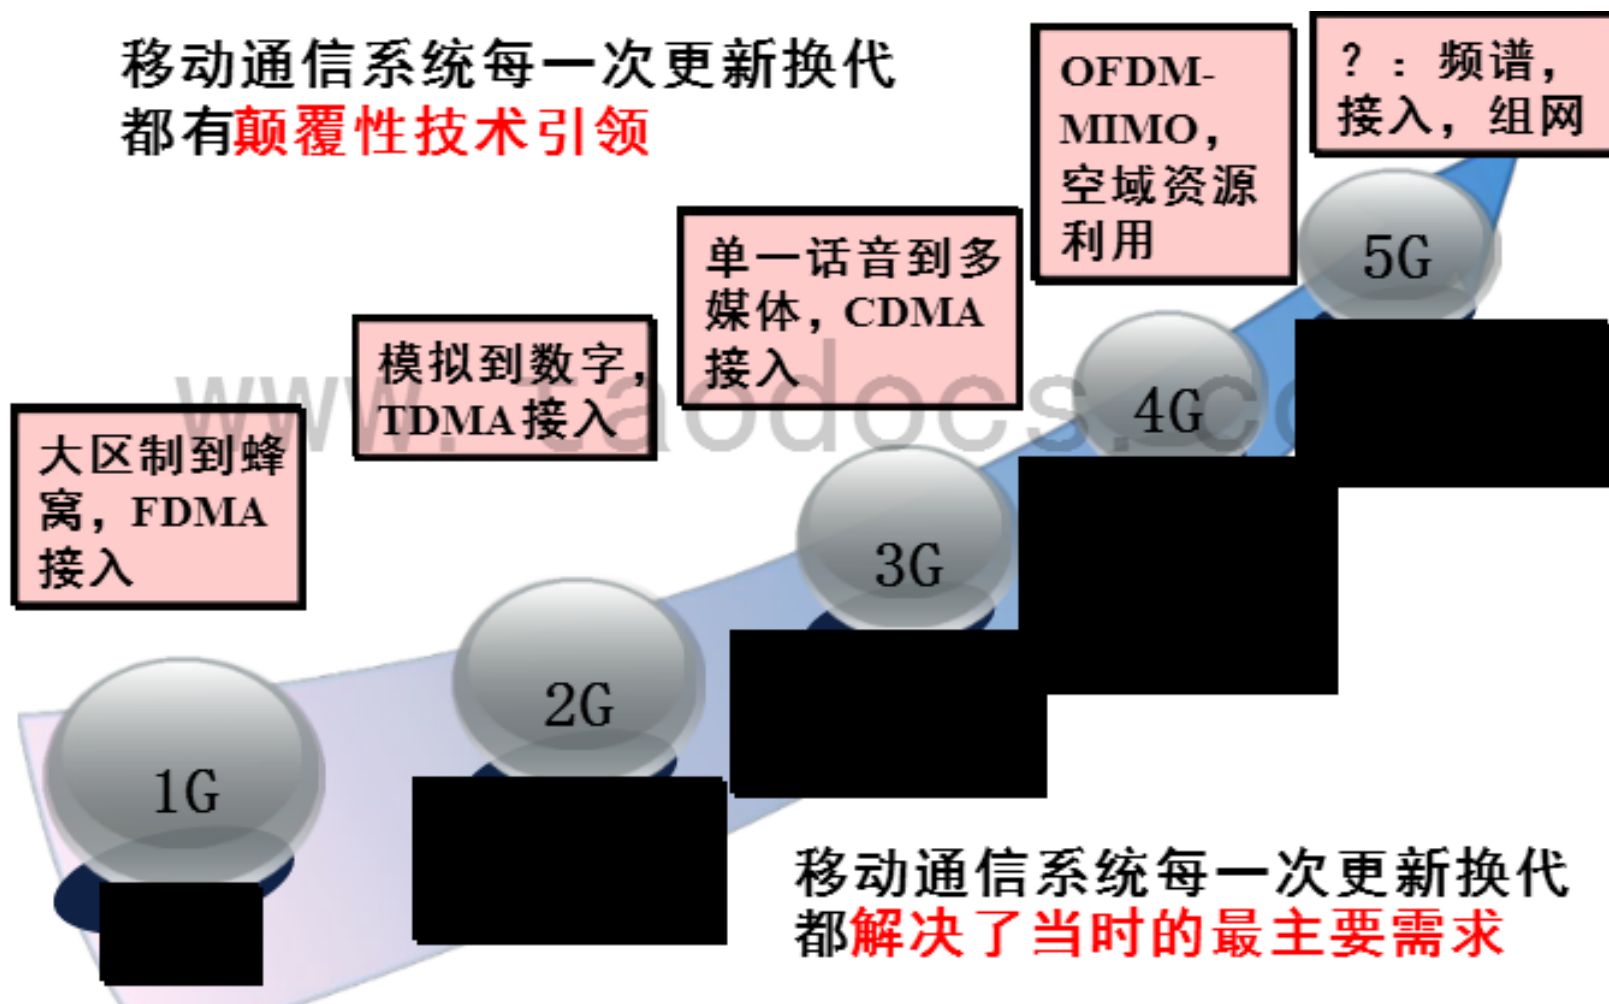 移动通信系统每一次更新换代
都有颠覆性技术引领
OFDM-
MIMO，
空域资源
利用
？：频谱，
接入，组网
单一话音到多
媒体，CDMA
接入
模拟到数字，
TDMA接入
大区制到蜂
窝，FDMA
接入
5G
4G
3G
2G
1G
www.taodocs.co
移动通信系统每一次更新换代
都解决了当时的最主要需求